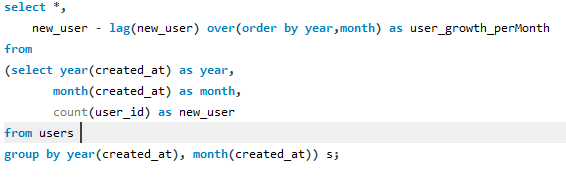 select *,
new_user - lag(new_user) over(order by year,month) as user_growth_perMonth
from
(select year(created_at) as year,
month(created_at) as month,
count(user_id) as new_user
from users
group by year(created_at), month(created_at)) s;